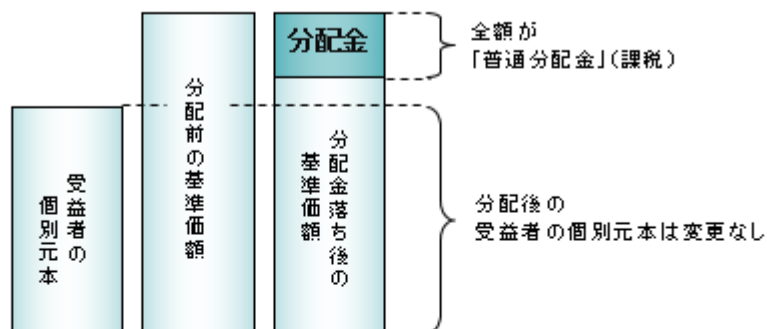 受益者の
個別元本
分配前の基準価額
分配金
分配金落ち後の
基準価額
全額が
「普通分配金」(課税)
分配後の
受益者の個別元本は変更なし